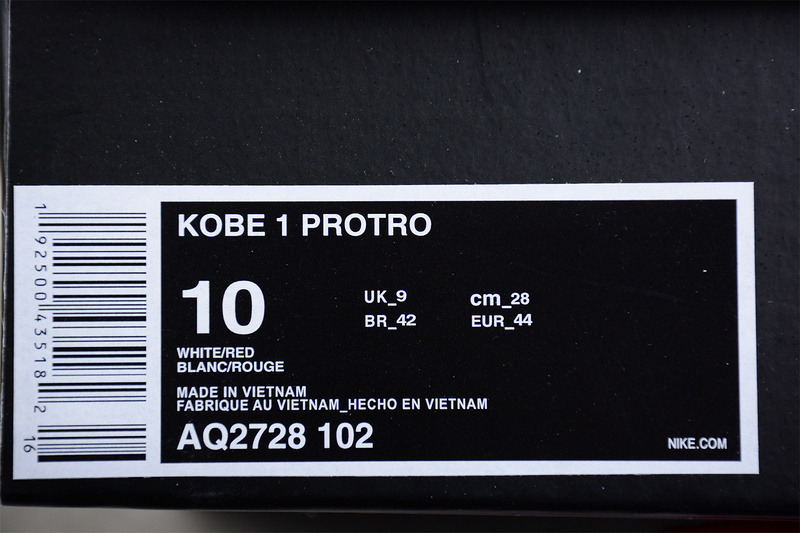 KOBE 1 PROTRO
10
UK_9
cm_28
BR_42
EUR_44
WHITE/RED
BLANC/ROUGE
MADE IN VIETNAM
FABRIQUE AU VIETNAM_HECHO EN VIETNAM
AQ2728 102
NIKE.COM
1 92500 43518 2
16